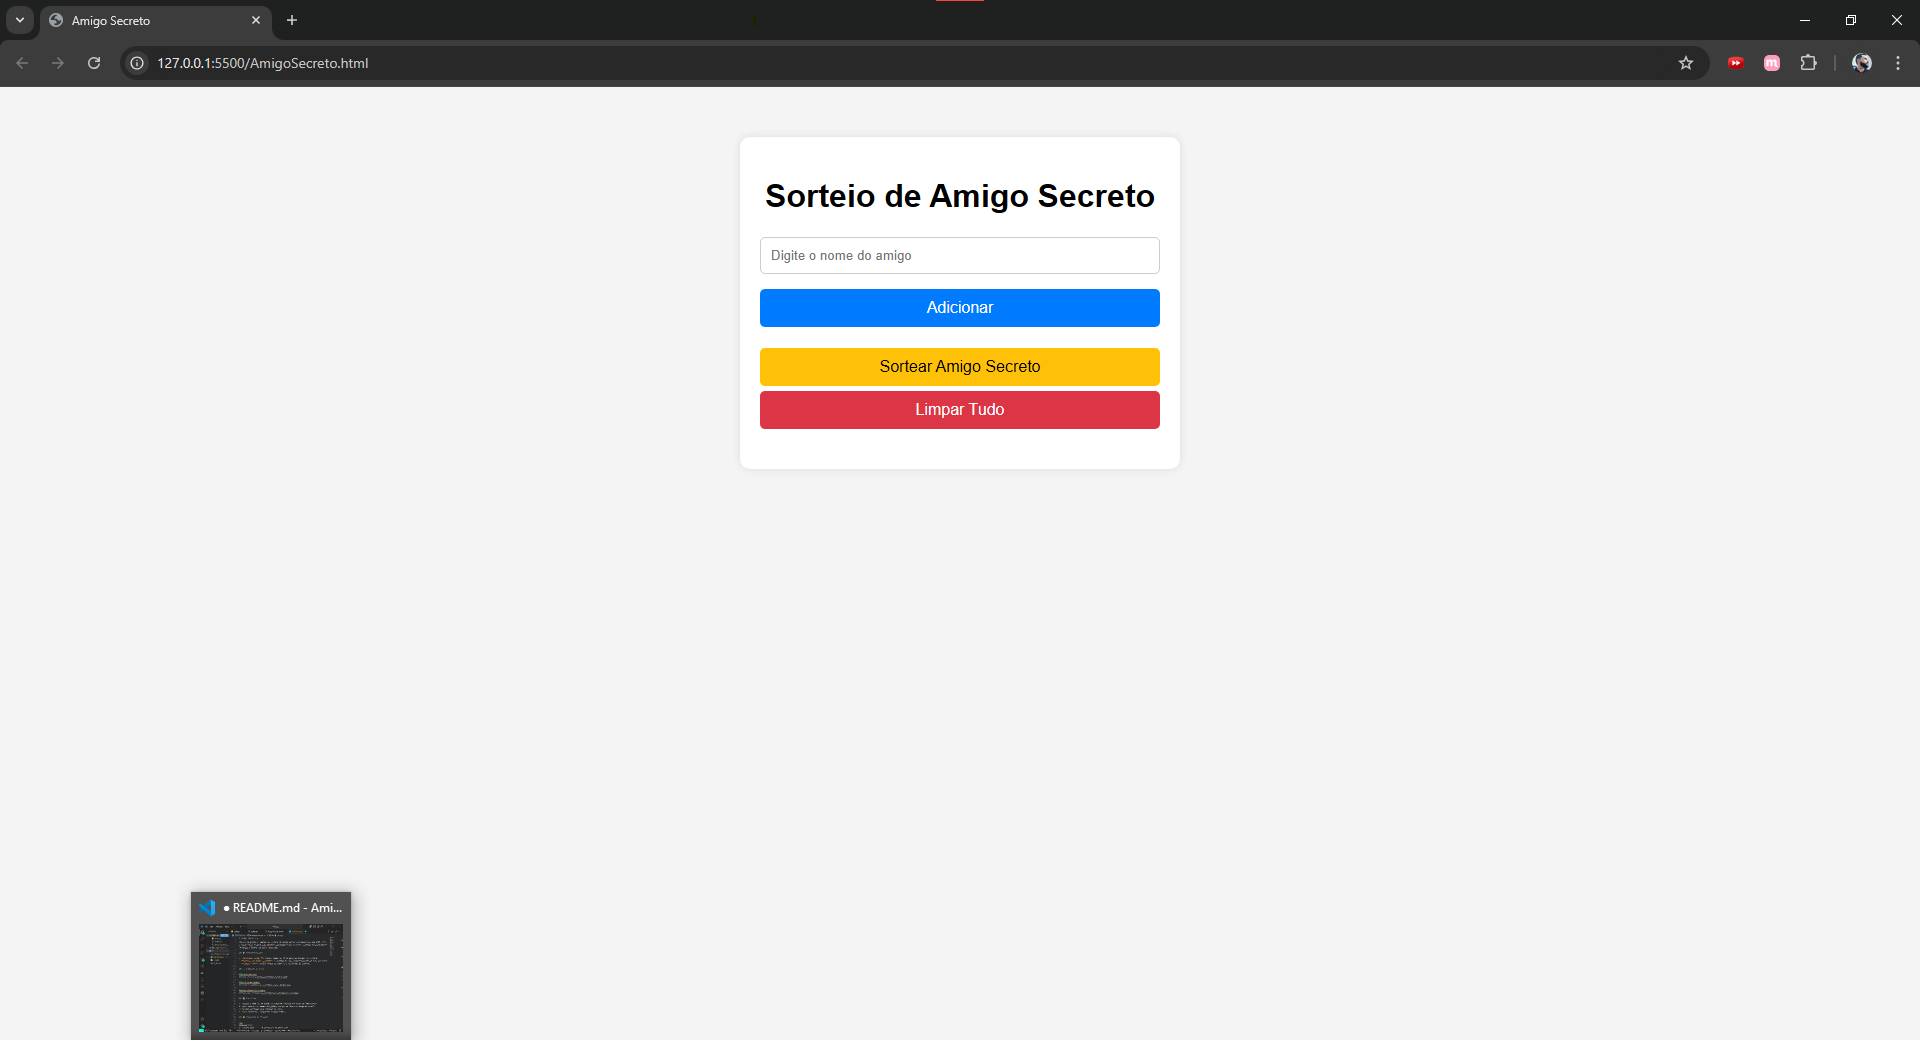 Amigo Secreto
127.0.0.1:5500/AmigoSecreto.html
m
Sorteio de Amigo Secreto
Digite o nome do amigo
Adicionar
Sortear Amigo Secreto
Limpar Tudo
● README.md - Ami...